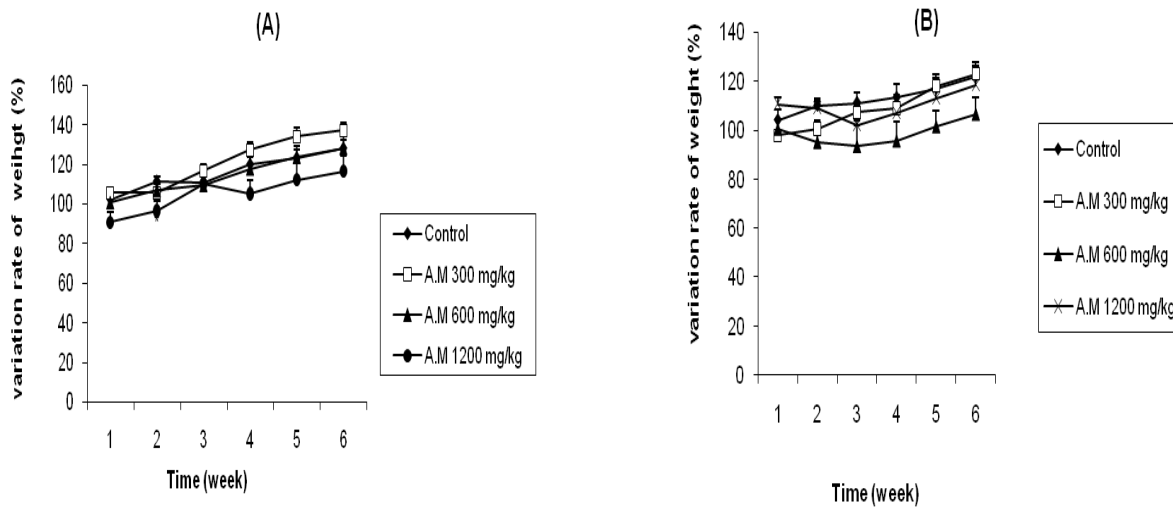 (A)
variation rate of weihgt (%)
160
140
120
100
80
60
40
20
0
1 2 3 4 5 6
Time (week)
Control
A.M 300 mg/kg
A.M 600 mg/kg
A.M 1200 mg/kg
(B)
variation rate of weight (%)
140
120
100
80
60
40
20
0
1 2 3 4 5 6
Time (week)
Control
A.M 300 mg/kg
A.M 600 mg/kg
A.M 1200 mg/kg